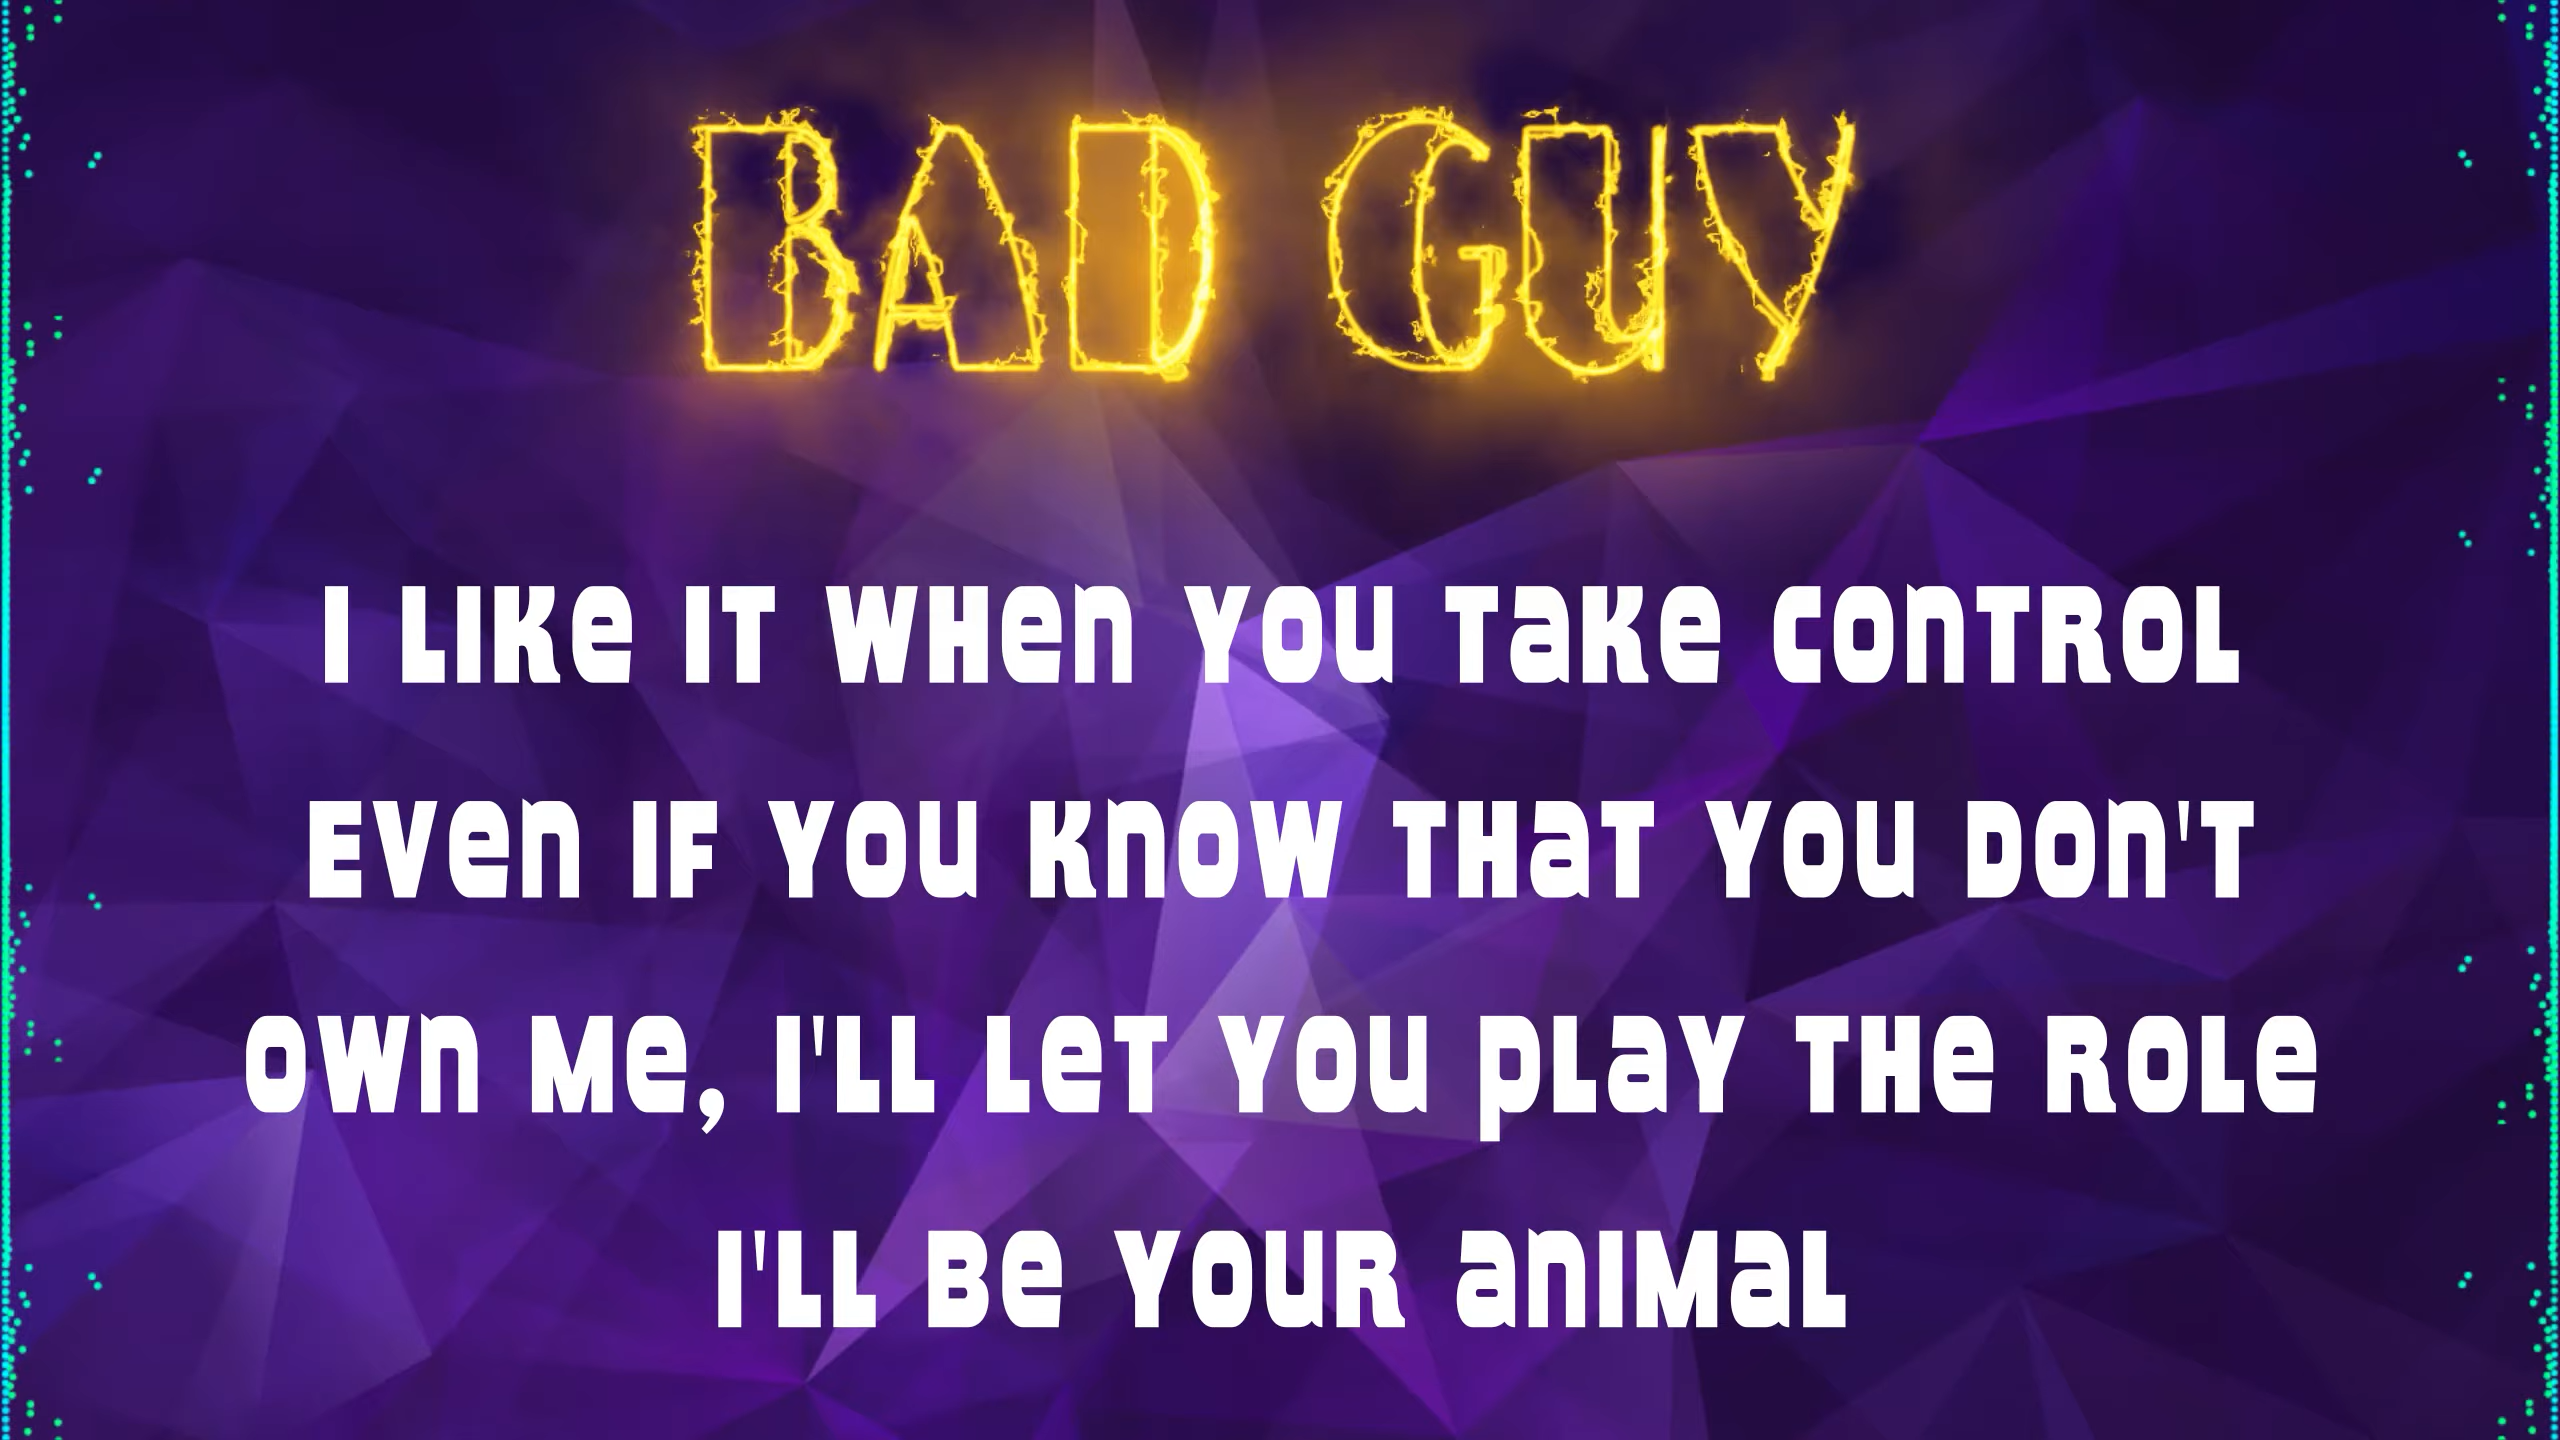 BAD GUY
I LIKE IT WHEN YOU TAKE CONTROL
EVEN IF YOU KNOW THAT YOU DON'T
OWN ME, I'LL LET YOU PLAY THE ROLE
I'LL BE YOUR ANIMAL